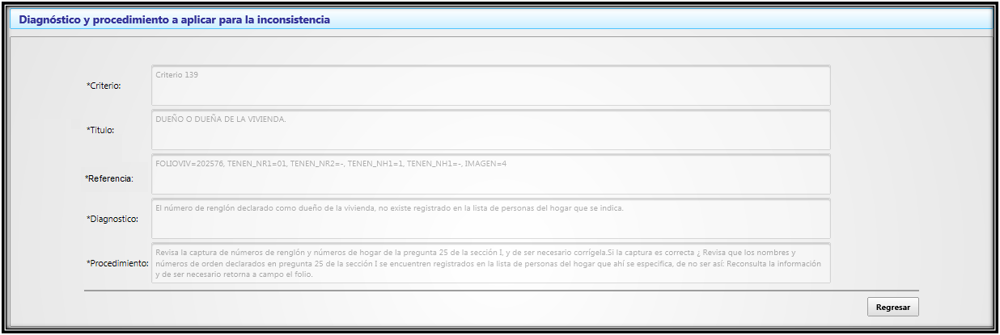 Diagnóstico y procedimiento a aplicar para la inconsistencia
*Criterio:
Criterio 139
*Titulo:
DUEÑO O DUEÑA DE LA VIVIENDA.
*Referencia:
FOLIOVIV=202576, TENEN_NR1=01, TENEN_NR2=-, TENEN_NH1=1, TENEN_NH1=-, IMAGEN=4
*Diagnostico:
El número de renglón declarado como dueño de la vivienda, no existe registrado en la lista de personas del hogar que se indica.
*Procedimiento:
Revisa la captura de números de renglón y números de hogar de la pregunta 25 de la sección I, y de ser necesario corrígela.Si la captura es correcta ¿ Revisa que los nombres y
números de orden declarados en pregunta 25 de la sección I se encuentren registrados en la lista de personas del hogar que ahí se especifica, de no ser así: Reconsulta la información
y de ser necesario retorna a campo el folio.
Regresar